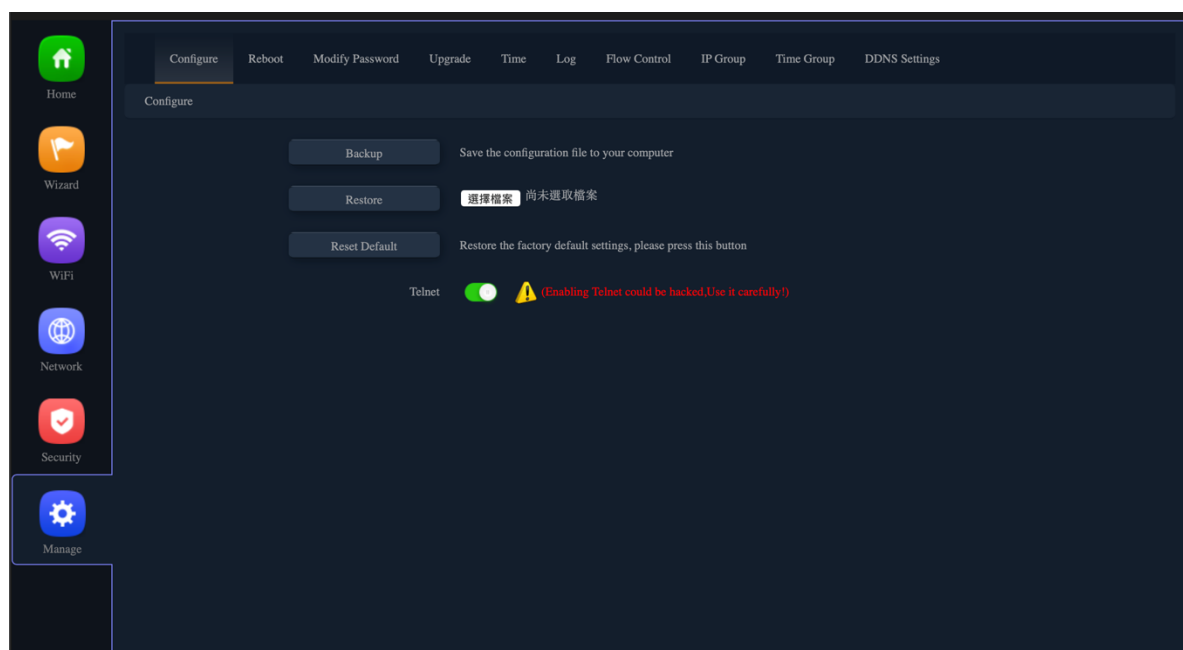 Home
Wizard
WiFi
Network
Security
Manage
Configure Reboot Modify Password Upgrade Time Log Flow Control IP Group Time Group DDNS Settings
Configure
Backup Save the configuration file to your computer
Restore 選擇檔案 尚未選取檔案
Reset Default Restore the factory default settings, please press this button
Telnet (Enabling Telnet could be hacked,Use it carefully!)